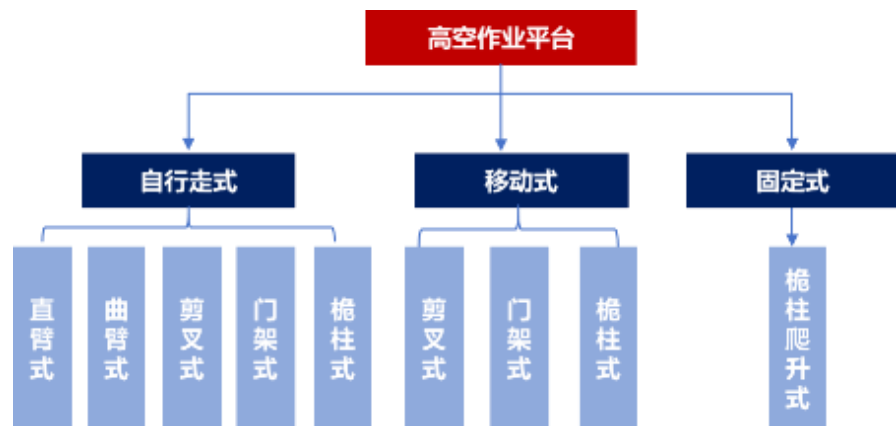 高空作业平台
自行走式
移动式
固定式
直臂式
曲臂式
剪叉式
门架式
桅柱式
剪叉式
门架式
桅柱式
桅柱爬升式